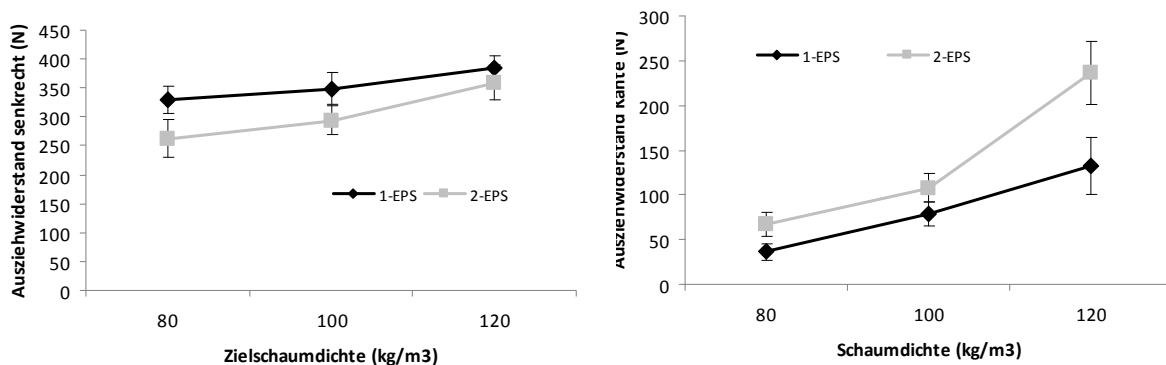 Ausziehwiderstand senkrecht (N)
450
400
350
300
250
200
150
100
50
0
1-EPS
2-EPS
80
100
120
Zielschaumdichte (kg/m3)
Ausziehwiderstand Kante (N)
300
250
200
150
100
50
0
1-EPS
2-EPS
80
100
120
Schaumdichte (kg/m3)